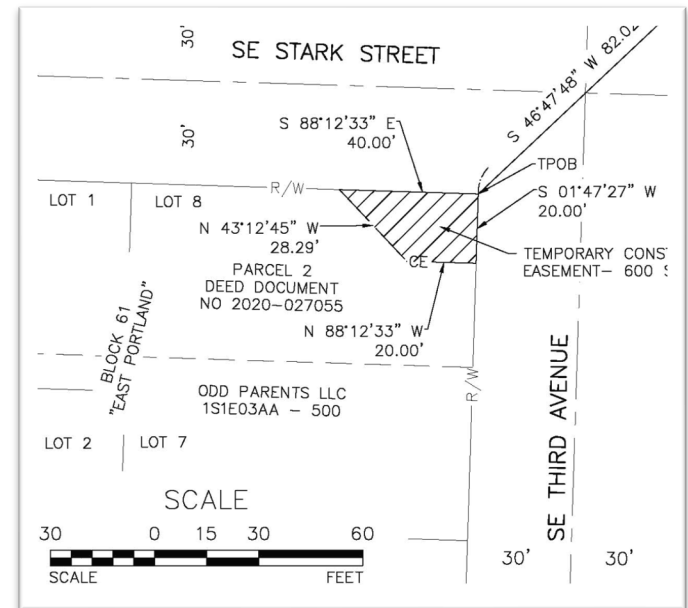 30'
SE STARK STREET
S 46°47'48" W 82.02
30'
S 88°12'33" E
40.00'
TPOB
R/W
S 01°47'27" W
20.00'
LOT 1
LOT 8
N 43°12'45" W
28.29'
TEMPORARY CONS
EASEMENT- 600 S
CE
PARCEL 2
DEED DOCUMENT
NO 2020-027055
N 88°12'33" W
20.00'
BLOCK 61
"EAST PORTLAND"
R/W
SE THIRD AVENUE
ODD PARENTS LLC
1S1E03AA - 500
LOT 2
LOT 7
SCALE
30 0 15 30 60
SCALE FEET
30'
30'